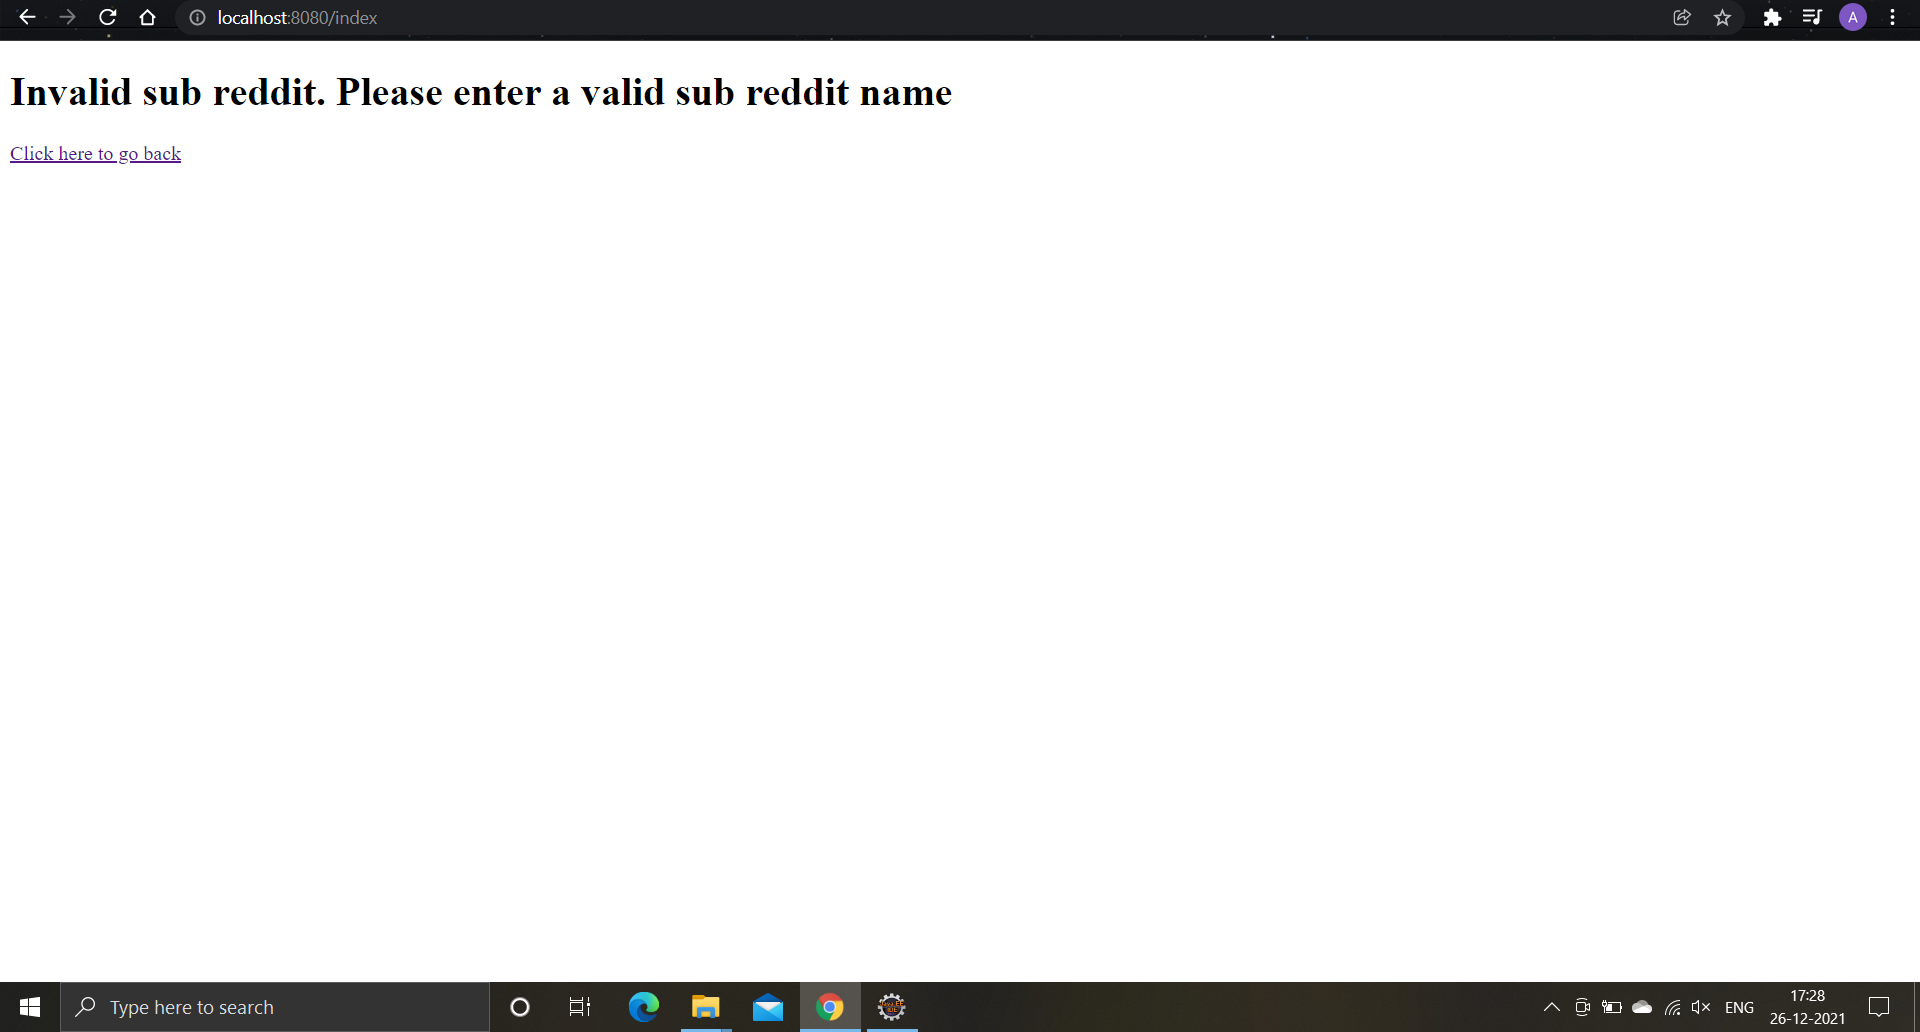 localhost:8080/index
A
Invalid sub reddit. Please enter a valid sub reddit name
Click here to go back
Type here to search
ENG
17:28
26-12-2021